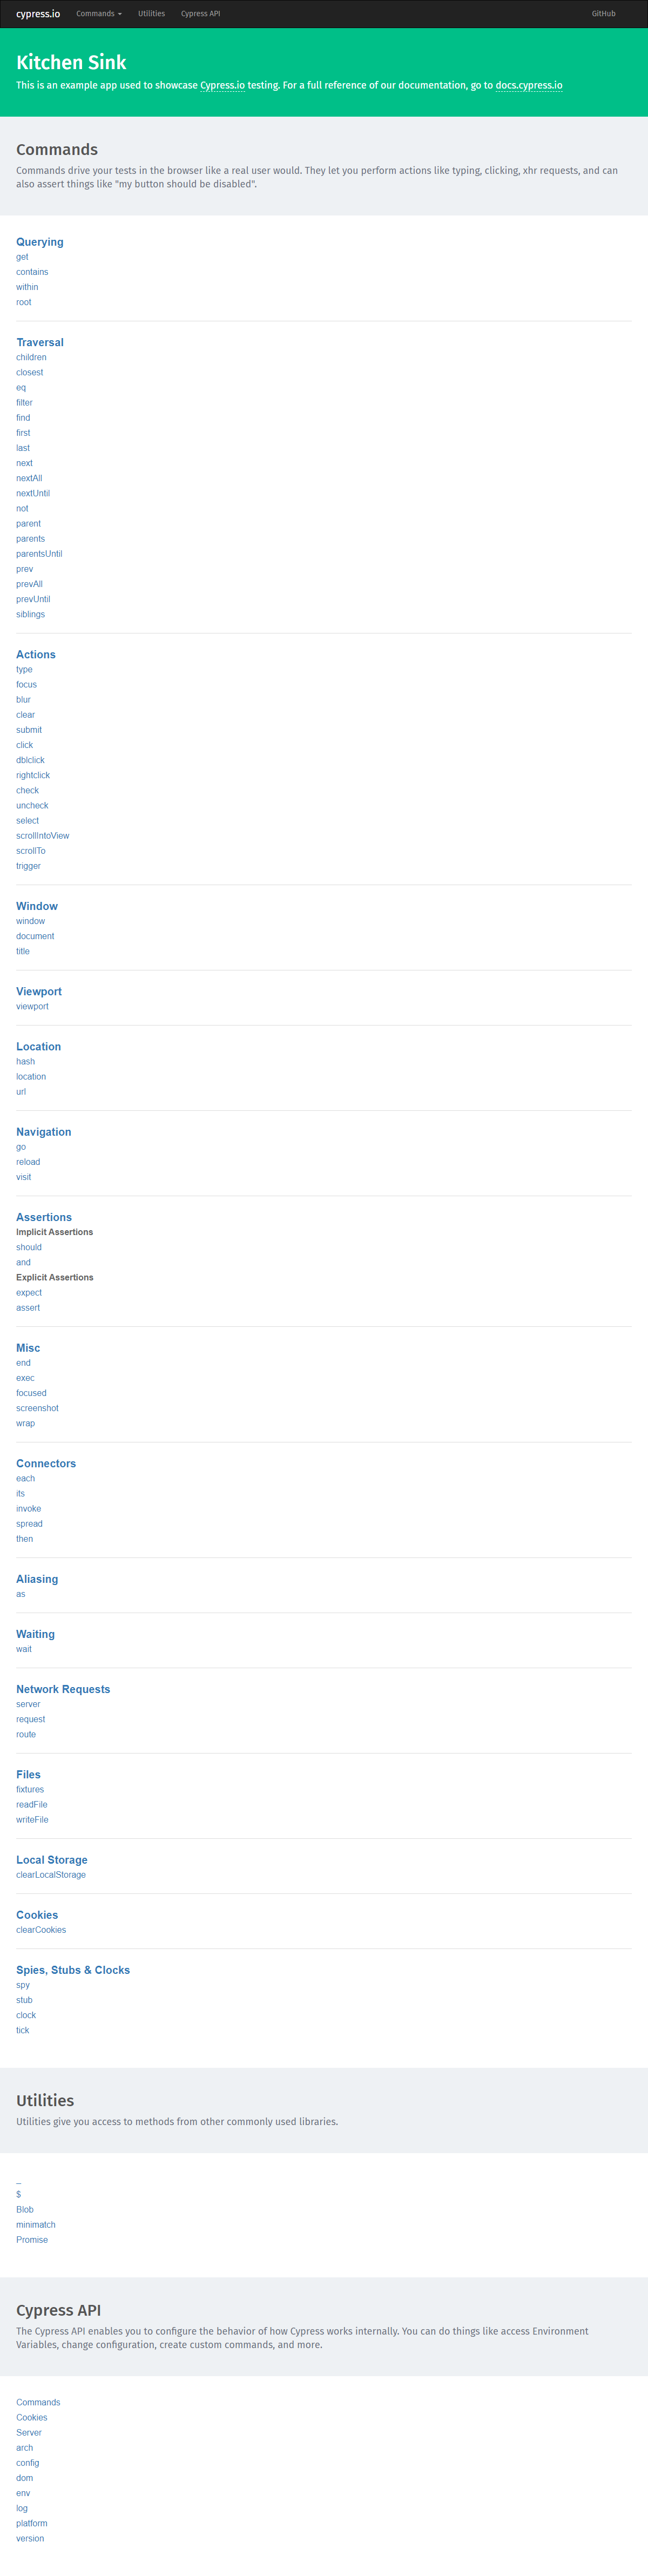 cypress.io Commands Utilities Cypress API GitHub
Kitchen Sink
This is an example app used to showcase Cypress.io testing. For a full reference of our documentation, go to docs.cypress.io
Commands
Commands drive your tests in the browser like a real user would. They let you perform actions like typing, clicking, xhr requests, and can
also assert things like "my button should be disabled".
Querying
get
contains
within
root
Traversal
children
closest
eq
filter
find
first
last
next
nextAll
nextUntil
not
parent
parents
parentsUntil
prev
prevAll
prevUntil
siblings
Actions
type
focus
blur
clear
submit
click
dblclick
rightclick
check
uncheck
select
scrollIntoView
scrollTo
trigger
Window
window
document
title
Viewport
viewport
Location
hash
location
url
Navigation
go
reload
visit
Assertions
Implicit Assertions
should
and
Explicit Assertions
expect
assert
Misc
end
exec
focused
screenshot
wrap
Connectors
each
its
invoke
spread
then
Aliasing
as
Waiting
wait
Network Requests
server
request
route
Files
fixtures
readFile
writeFile
Local Storage
clearLocalStorage
Cookies
clearCookies
Spies, Stubs & Clocks
spy
stub
clock
tick
Utilities
Utilities give you access to methods from other commonly used libraries.
_
$
Blob
minimatch
Promise
Cypress API
The Cypress API enables you to configure the behavior of how Cypress works internally. You can do things like access Environment
Variables, change configuration, create custom commands, and more.
Commands
Cookies
Server
arch
config
dom
env
log
platform
version